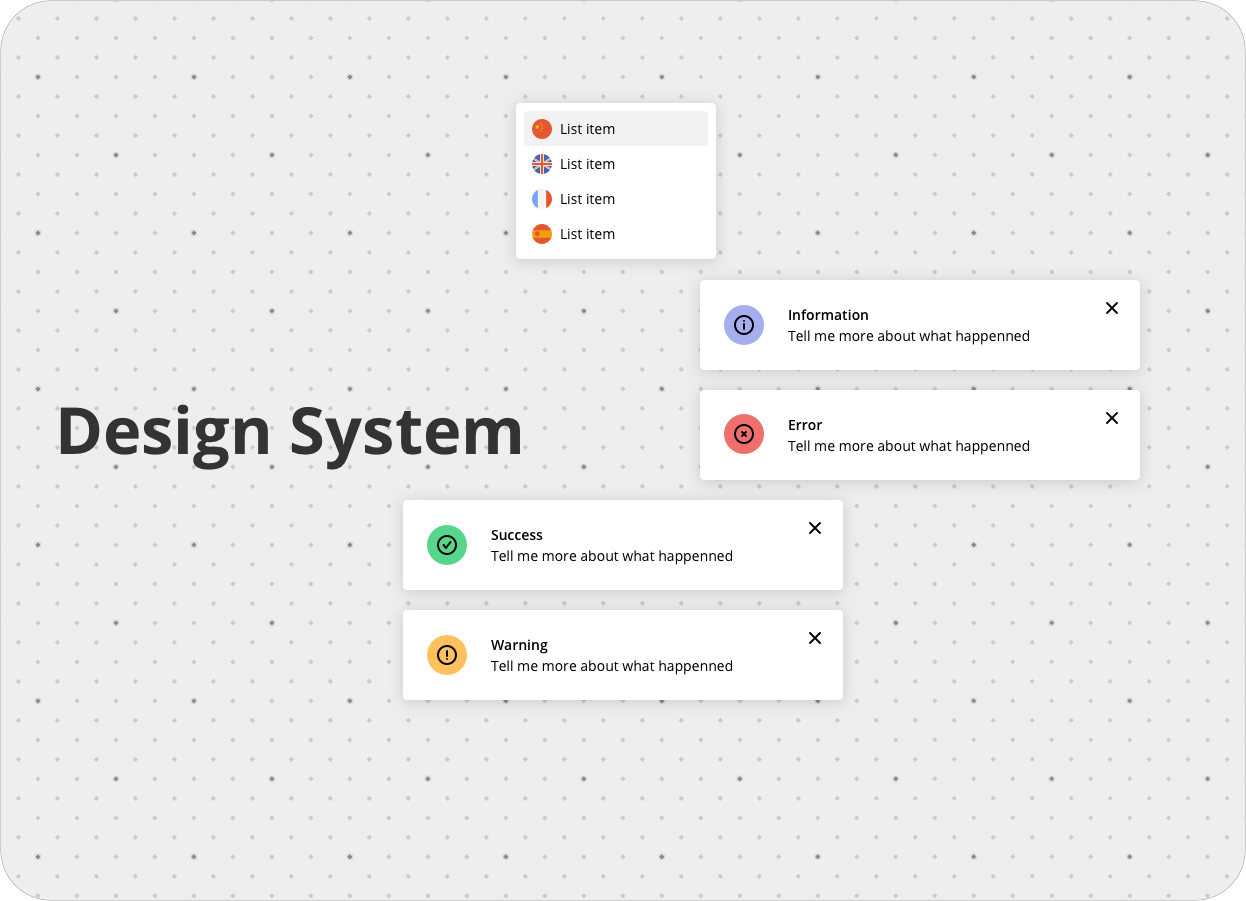 List item
List item
List item
List item
Information
Tell me more about what happenned
Error
Tell me more about what happenned
Design System
Success
Tell me more about what happenned
Warning
Tell me more about what happenned